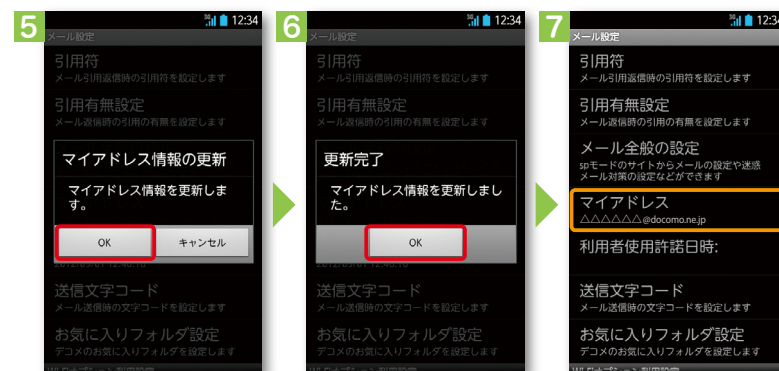 5
3G 12:34
メール設定
引用符
メール引用返信時の引用符を設定します
引用有無設定
メール返信時の引用の有無を設定します
マイアドレス情報の更新
マイアドレス情報を更新しま
す。
OK キャンセル
送信文字コード
メール送信時の文字コードを設定します
お気に入りフォルダ設定
デコメのお気に入りフォルダを設定します
6
3G 12:34
メール設定
引用符
メール引用返信時の引用符を設定します
引用有無設定
メール返信時の引用の有無を設定します
更新完了
マイアドレス情報を更新しまし
た。
OK
送信文字コード
メール送信時の文字コードを設定します
お気に入りフォルダ設定
デコメのお気に入りフォルダを設定します
7
3G 12:34
メール設定
引用符
メール引用返信時の引用符を設定します
引用有無設定
メール返信時の引用の有無を設定します
メール全般の設定
spモードのサイトからメールの設定や迷惑
メール対策の設定などができます
マイアドレス
△△△△△△@docomo.ne.jp
利用者使用許諾日時:
送信文字コード
メール送信時の文字コードを設定します
お気に入りフォルダ設定
デコメのお気に入りフォルダを設定します